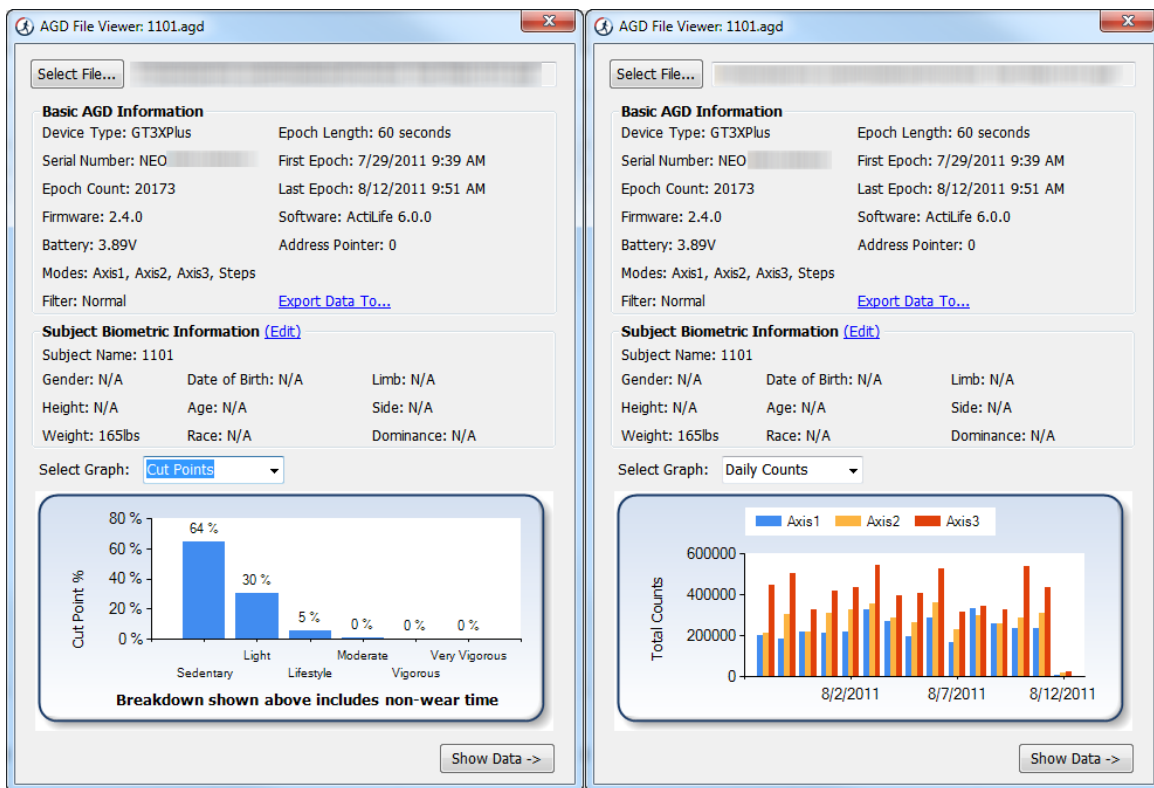 AGD File Viewer: 1101.agd
Select File...
Basic AGD Information
Device Type: GT3XPlus Epoch Length: 60 seconds
Serial Number: NEO First Epoch: 7/29/2011 9:39 AM
Epoch Count: 20173 Last Epoch: 8/12/2011 9:51 AM
Firmware: 2.4.0 Software: ActiLife 6.0.0
Battery: 3.89V Address Pointer: 0
Modes: Axis1, Axis2, Axis3, Steps
Filter: Normal Export Data To...
Subject Biometric Information (Edit)
Subject Name: 1101
Gender: N/A Date of Birth: N/A Limb: N/A
Height: N/A Age: N/A Side: N/A
Weight: 165lbs Race: N/A Dominance: N/A
Select Graph: Cut Points
Cut Point %
80 %
60 %
40 %
20 %
0 %
64 %
30 %
5 %
0 %
0 %
0 %
Light Moderate Very Vigorous
Sedentary Lifestyle Vigorous
Breakdown shown above includes non-wear time
Show Data ->
AGD File Viewer: 1101.agd
Select File...
Basic AGD Information
Device Type: GT3XPlus Epoch Length: 60 seconds
Serial Number: NEO First Epoch: 7/29/2011 9:39 AM
Epoch Count: 20173 Last Epoch: 8/12/2011 9:51 AM
Firmware: 2.4.0 Software: ActiLife 6.0.0
Battery: 3.89V Address Pointer: 0
Modes: Axis1, Axis2, Axis3, Steps
Filter: Normal Export Data To...
Subject Biometric Information (Edit)
Subject Name: 1101
Gender: N/A Date of Birth: N/A Limb: N/A
Height: N/A Age: N/A Side: N/A
Weight: 165lbs Race: N/A Dominance: N/A
Select Graph: Daily Counts
Axis1 Axis2 Axis3
Total Counts
600000
400000
200000
0
8/2/2011 8/7/2011 8/12/2011
Show Data ->